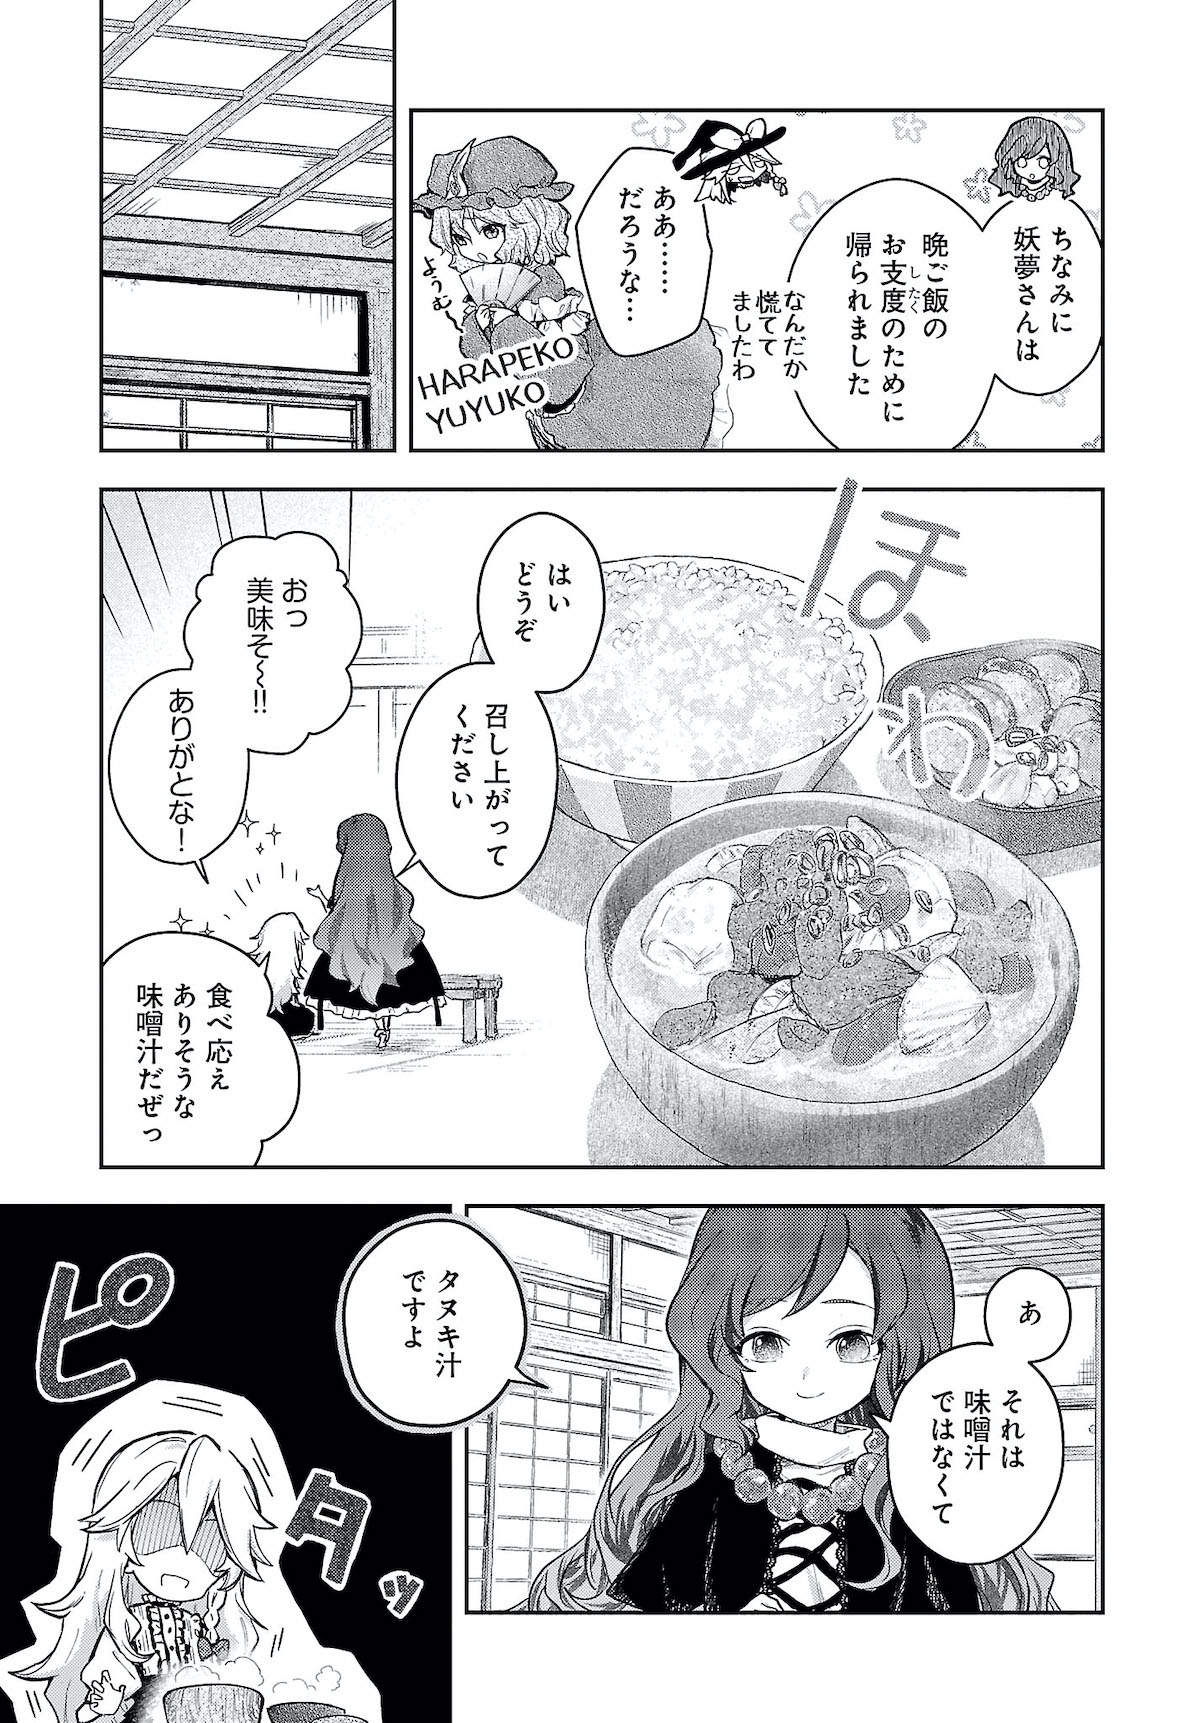 ちなみに
妖夢さんは
晩ご飯の
お支度のために
したく
帰られました
なんだか
慌てて
ましたわ
ああ……
だろうな…
ようむ〜
HARAPEKO
YUYUKO
ほわ
はい
どうぞ
召し上がって
ください
おっ
美味そ〜!!
ありがとな！
食べ応え
ありそうな
味噌汁だぜっ
あ
それは
味噌汁
ではなくて
タヌキ汁
ですよ
ピタッ